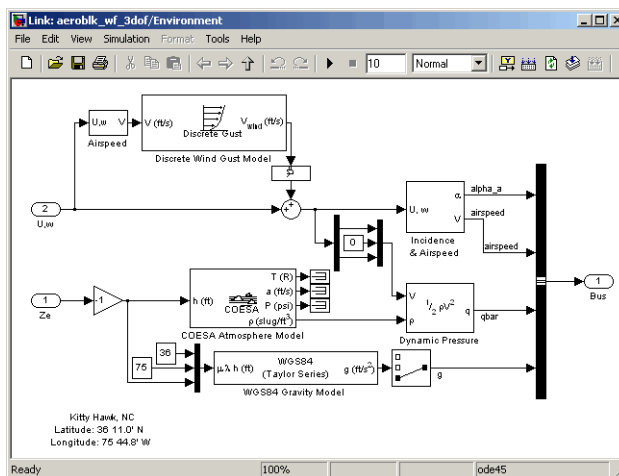 Link: aeroblk_wf_3dof/Environment
File Edit View Simulation Format Tools Help
10 Normal
U,w V
Airspeed
V (ft/s) Vwind (ft/s)
Discrete Gust
Discrete Wind Gust Model
2
U,w
++
0
U, w α V
Incidence
& Airspeed
alpha_a
airspeed
airspeed
1
Ze
-1
h (ft)
COESA
T (R)
a (ft/s)
P (psi)
ρ (slug/ft³)
COESA Atmosphere Model
V
ρ
½ ρV²
q
qbar
Dynamic Pressure
1
Bus
36
75
μ λ h (ft)
WGS84
(Taylor Series)
g (ft/s²)
WGS84 Gravity Model
g
Kitty Hawk, NC
Latitude: 36 11.0' N
Longitude: 75 44.8' W
Ready 100% ode45